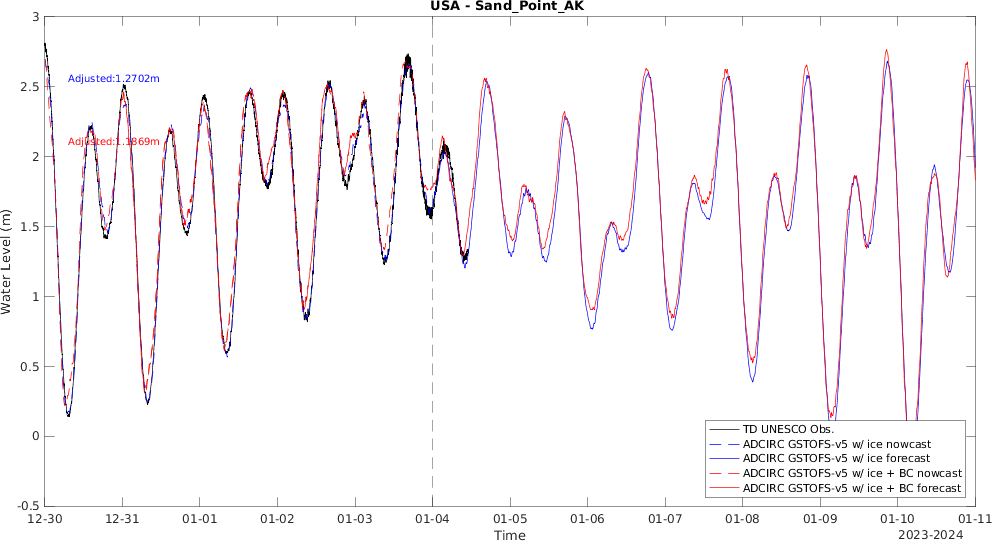 USA - Sand_Point_AK
3
2.5
2
1.5
1
0.5
0
-0.5
Water Level (m)
Adjusted:1.2702m
Adjusted:1.1869m
TD UNESCO Obs.
ADCIRC GSTOFS-v5 w/ ice nowcast
ADCIRC GSTOFS-v5 w/ ice forecast
ADCIRC GSTOFS-v5 w/ ice + BC nowcast
ADCIRC GSTOFS-v5 w/ ice + BC forecast
12-30 12-31 01-01 01-02 01-03 01-04 01-05 01-06 01-07 01-08 01-09 01-10 01-11
Time
2023-2024